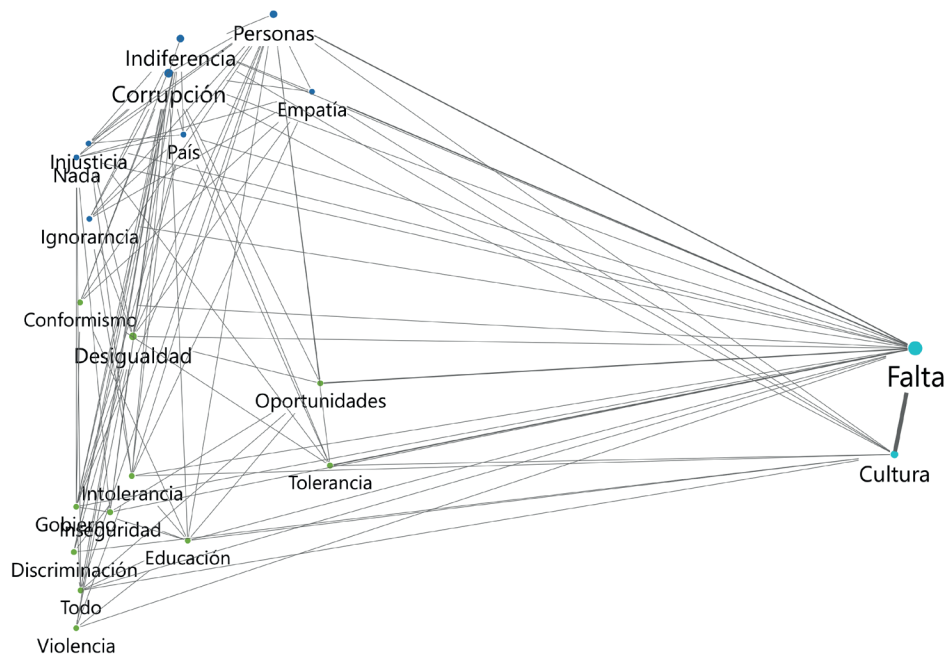 Personas
Indiferencia
Corrupción
Empatía
País
Injusticia
Nada
Ignorarncia
Conformismo
Desigualdad
Falta
Oportunidades
Cultura
Tolerancia
Intolerancia
Gobierno
Inseguridad
Educación
Discriminación
Todo
Violencia